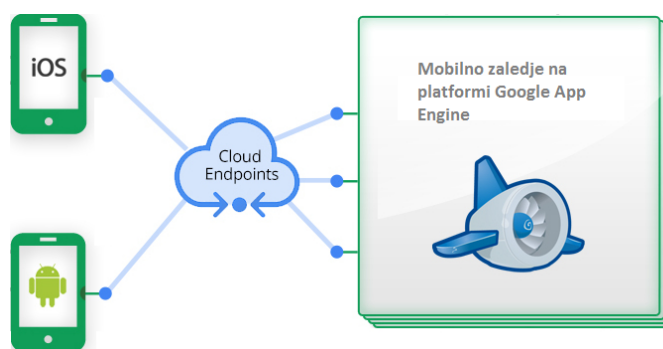 iOS
Mobilno zaledje na
platformi Google App
Engine
Cloud
Endpoints